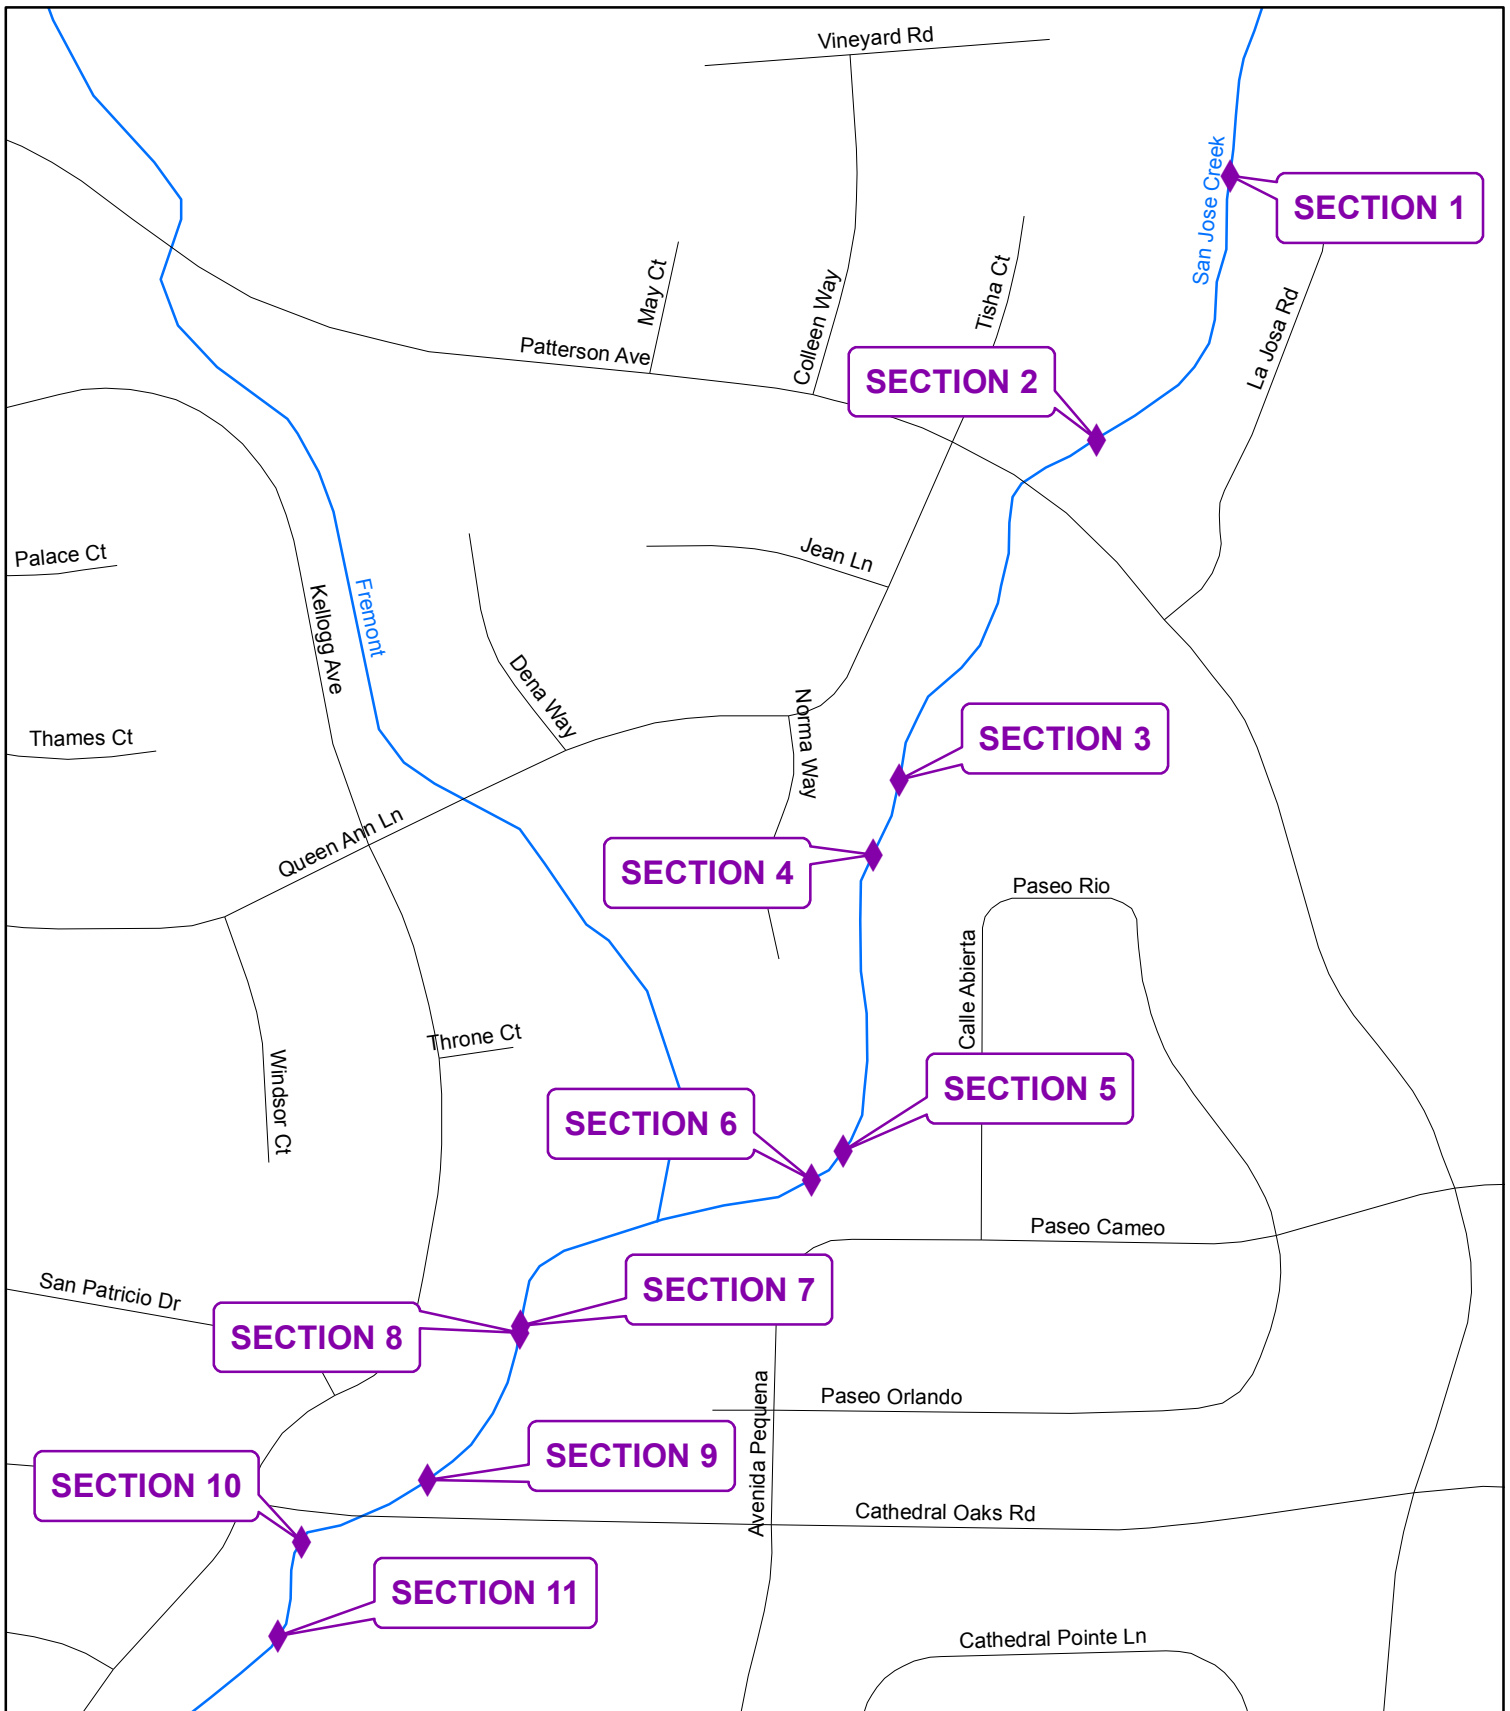 Vineyard Rd
San Jose Creek
SECTION 1
May Ct
Colleen Way
Tisha Ct
La Josa Rd
Patterson Ave
SECTION 2
Palace Ct
Jean Ln
Fremont
Kellogg Ave
Dena Way
Norma Way
Thames Ct
SECTION 3
Queen Ann Ln
SECTION 4
Paseo Rio
Calle Abierta
Throne Ct
Windsor Ct
SECTION 5
SECTION 6
Paseo Cameo
San Patricio Dr
SECTION 7
SECTION 8
Avenida Pequena
Paseo Orlando
SECTION 9
SECTION 10
Cathedral Oaks Rd
SECTION 11
Cathedral Pointe Ln